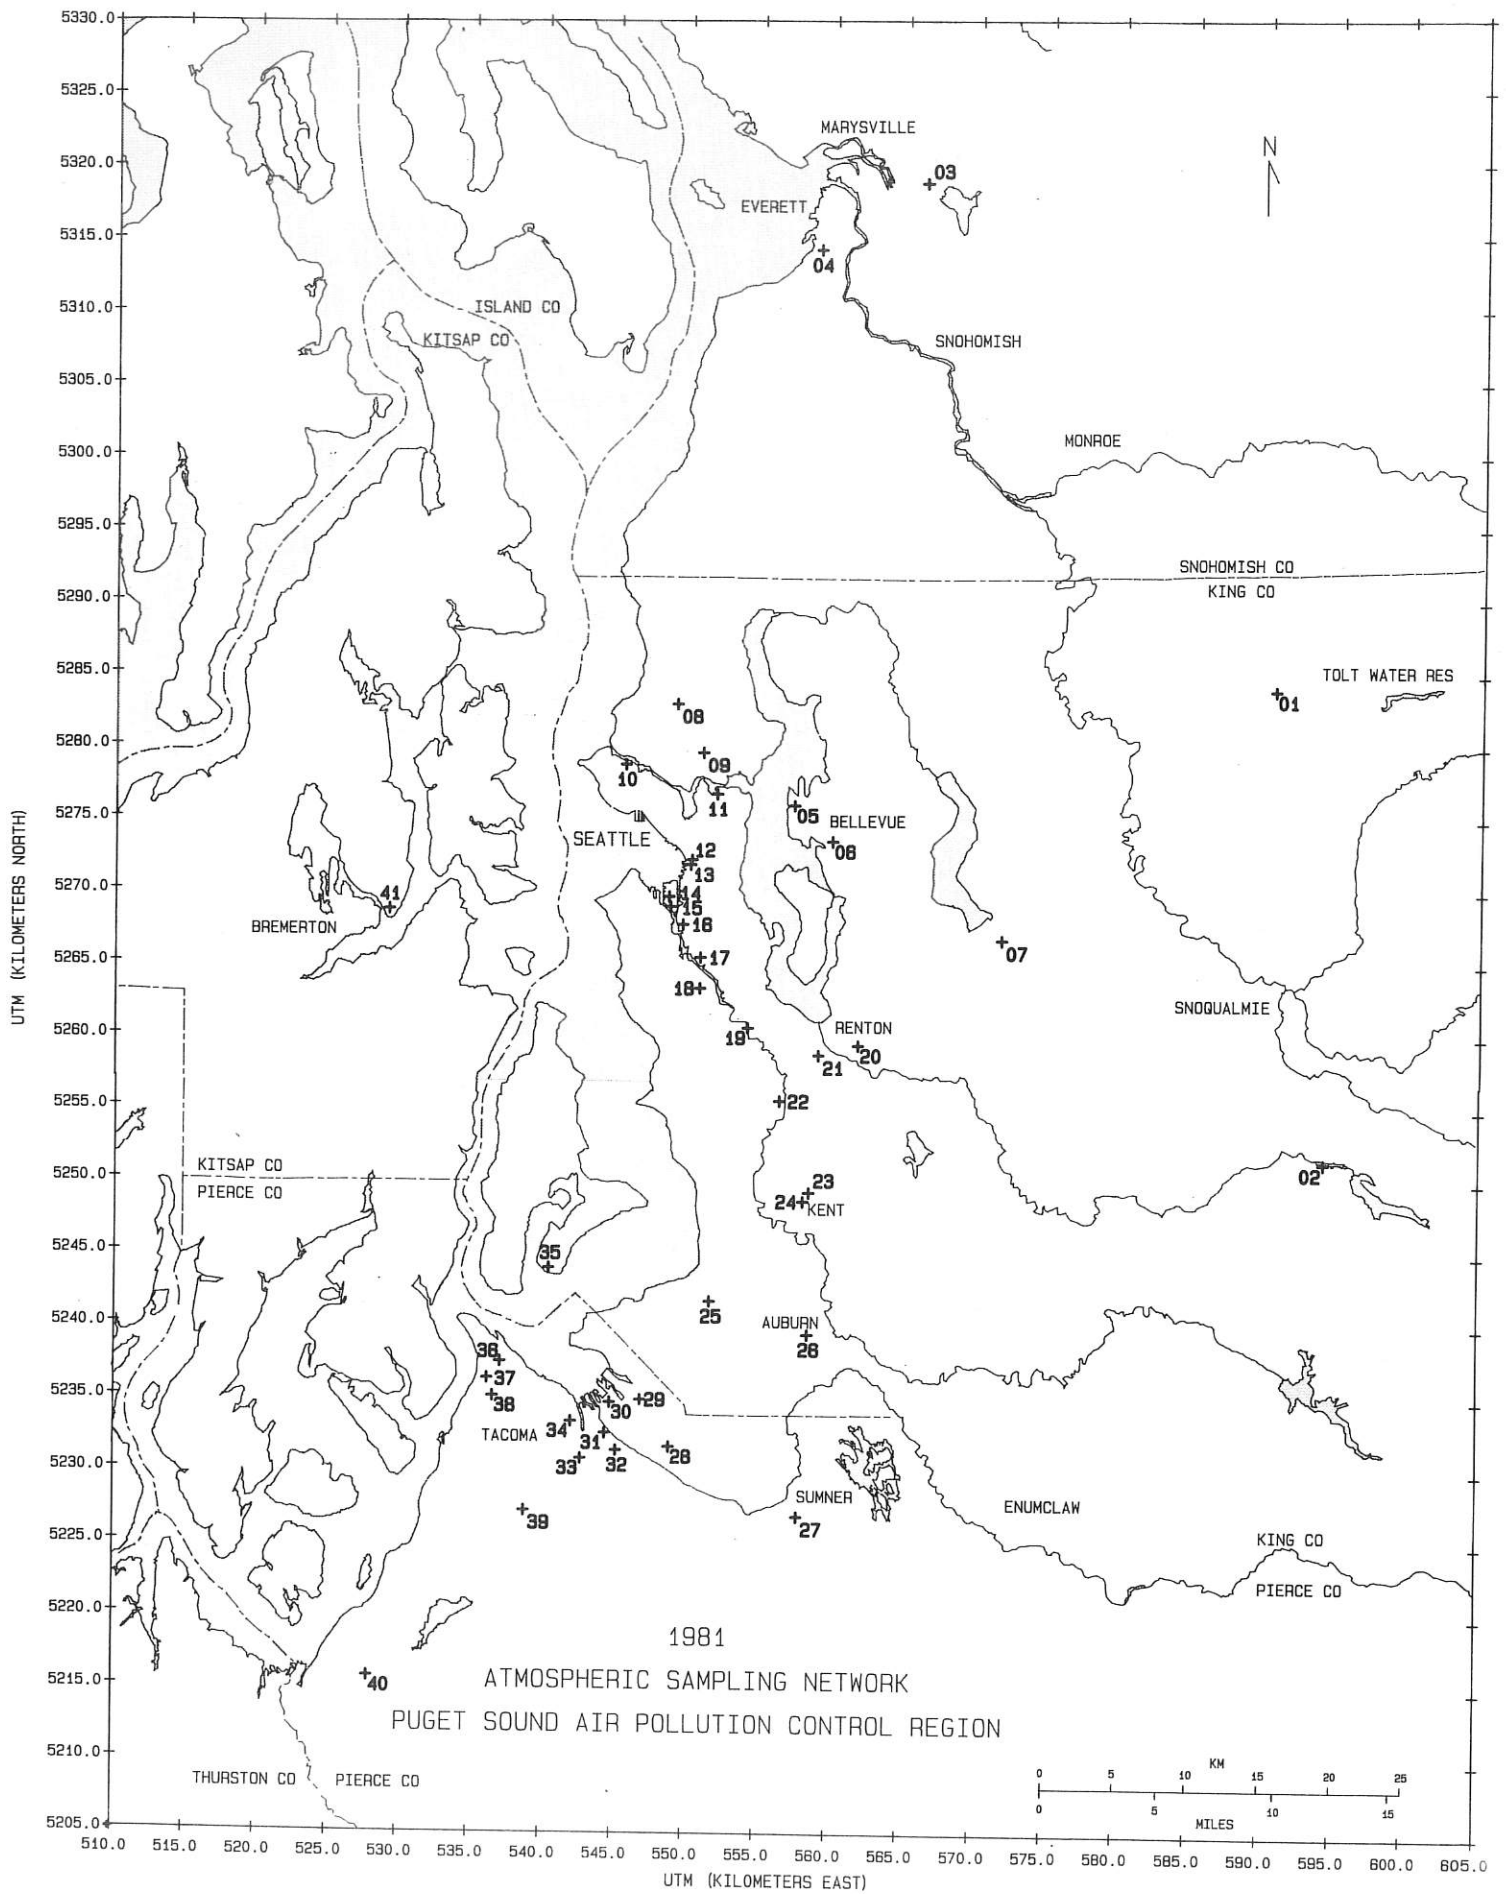 5330.0
5325.0
MARYSVILLE
5320.0
N
03
EVERETT
5315.0
04
5310.0
ISLAND CO
KITSAP CO
SNOHOMISH
5305.0
MONROE
5300.0
5295.0
SNOHOMISH CO
KING CO
5290.0
5285.0
TOLT WATER RES
01
08
5280.0
09
10
11
5275.0
05
BELLEVUE
SEATTLE
06
12
13
5270.0
41
14
15
BREMERTON
16
07
5265.0
17
18
SNOQUALMIE
5260.0
19
RENTON
20
21
5255.0
22
KITSAP CO
5250.0
02
PIERCE CO
23
24
KENT
5245.0
35
5240.0
25
AUBURN
26
36
37
5235.0
38
29
30
34
TACOMA
31
28
5230.0
33
32
SUMNER
ENUMCLAW
39
27
5225.0
KING CO
PIERCE CO
5220.0
1981
5215.0
40
ATMOSPHERIC SAMPLING NETWORK
PUGET SOUND AIR POLLUTION CONTROL REGION
5210.0
THURSTON CO PIERCE CO
KM
0 5 10 15 20 25
0 5 10 15
MILES
5205.0
510.0 515.0 520.0 525.0 530.0 535.0 540.0 545.0 550.0 555.0 560.0 565.0 570.0 575.0 580.0 585.0 590.0 595.0 600.0 605.0
UTM (KILOMETERS EAST)
UTM (KILOMETERS NORTH)